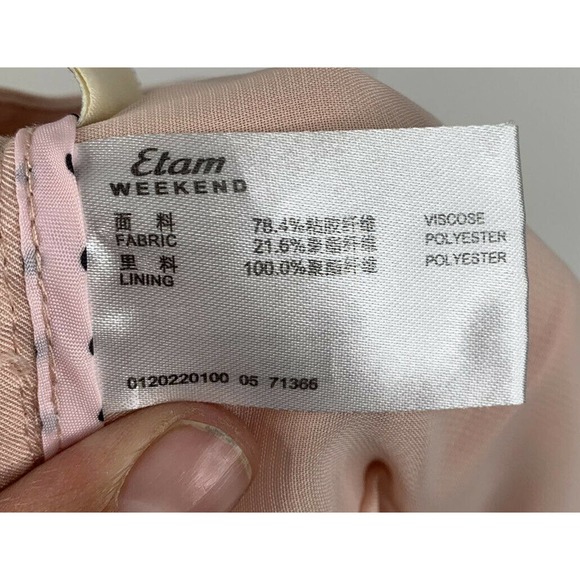 Etam
WEEKEND
面 料 78.4%粘胶纤维 VISCOSE
FABRIC 21.6%聚酯纤维 POLYESTER
里 料 100.0%聚酯纤维 POLYESTER
LINING
0120220100 05 71366